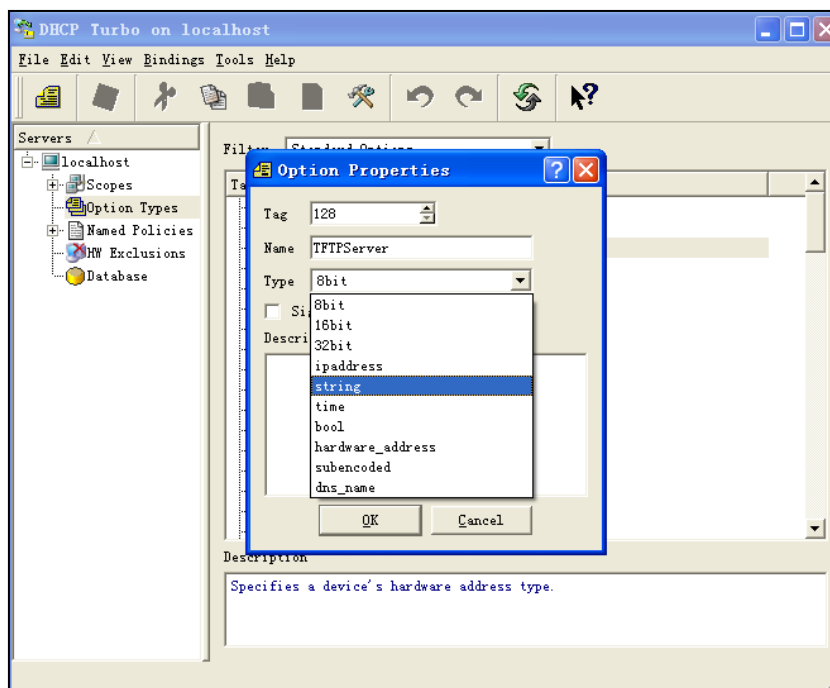 DHCP Turbo on localhost
File Edit View Bindings Tools Help
Servers
localhost
Scopes
Option Types
Named Policies
HW Exclusions
Database
Option Properties
Tag 128
Name TFTPServer
Type 8bit
8bit
16bit
32bit
ipaddress
string
time
bool
hardware_address
subencoded
dns_name
OK Cancel
Description
Specifies a device's hardware address type.